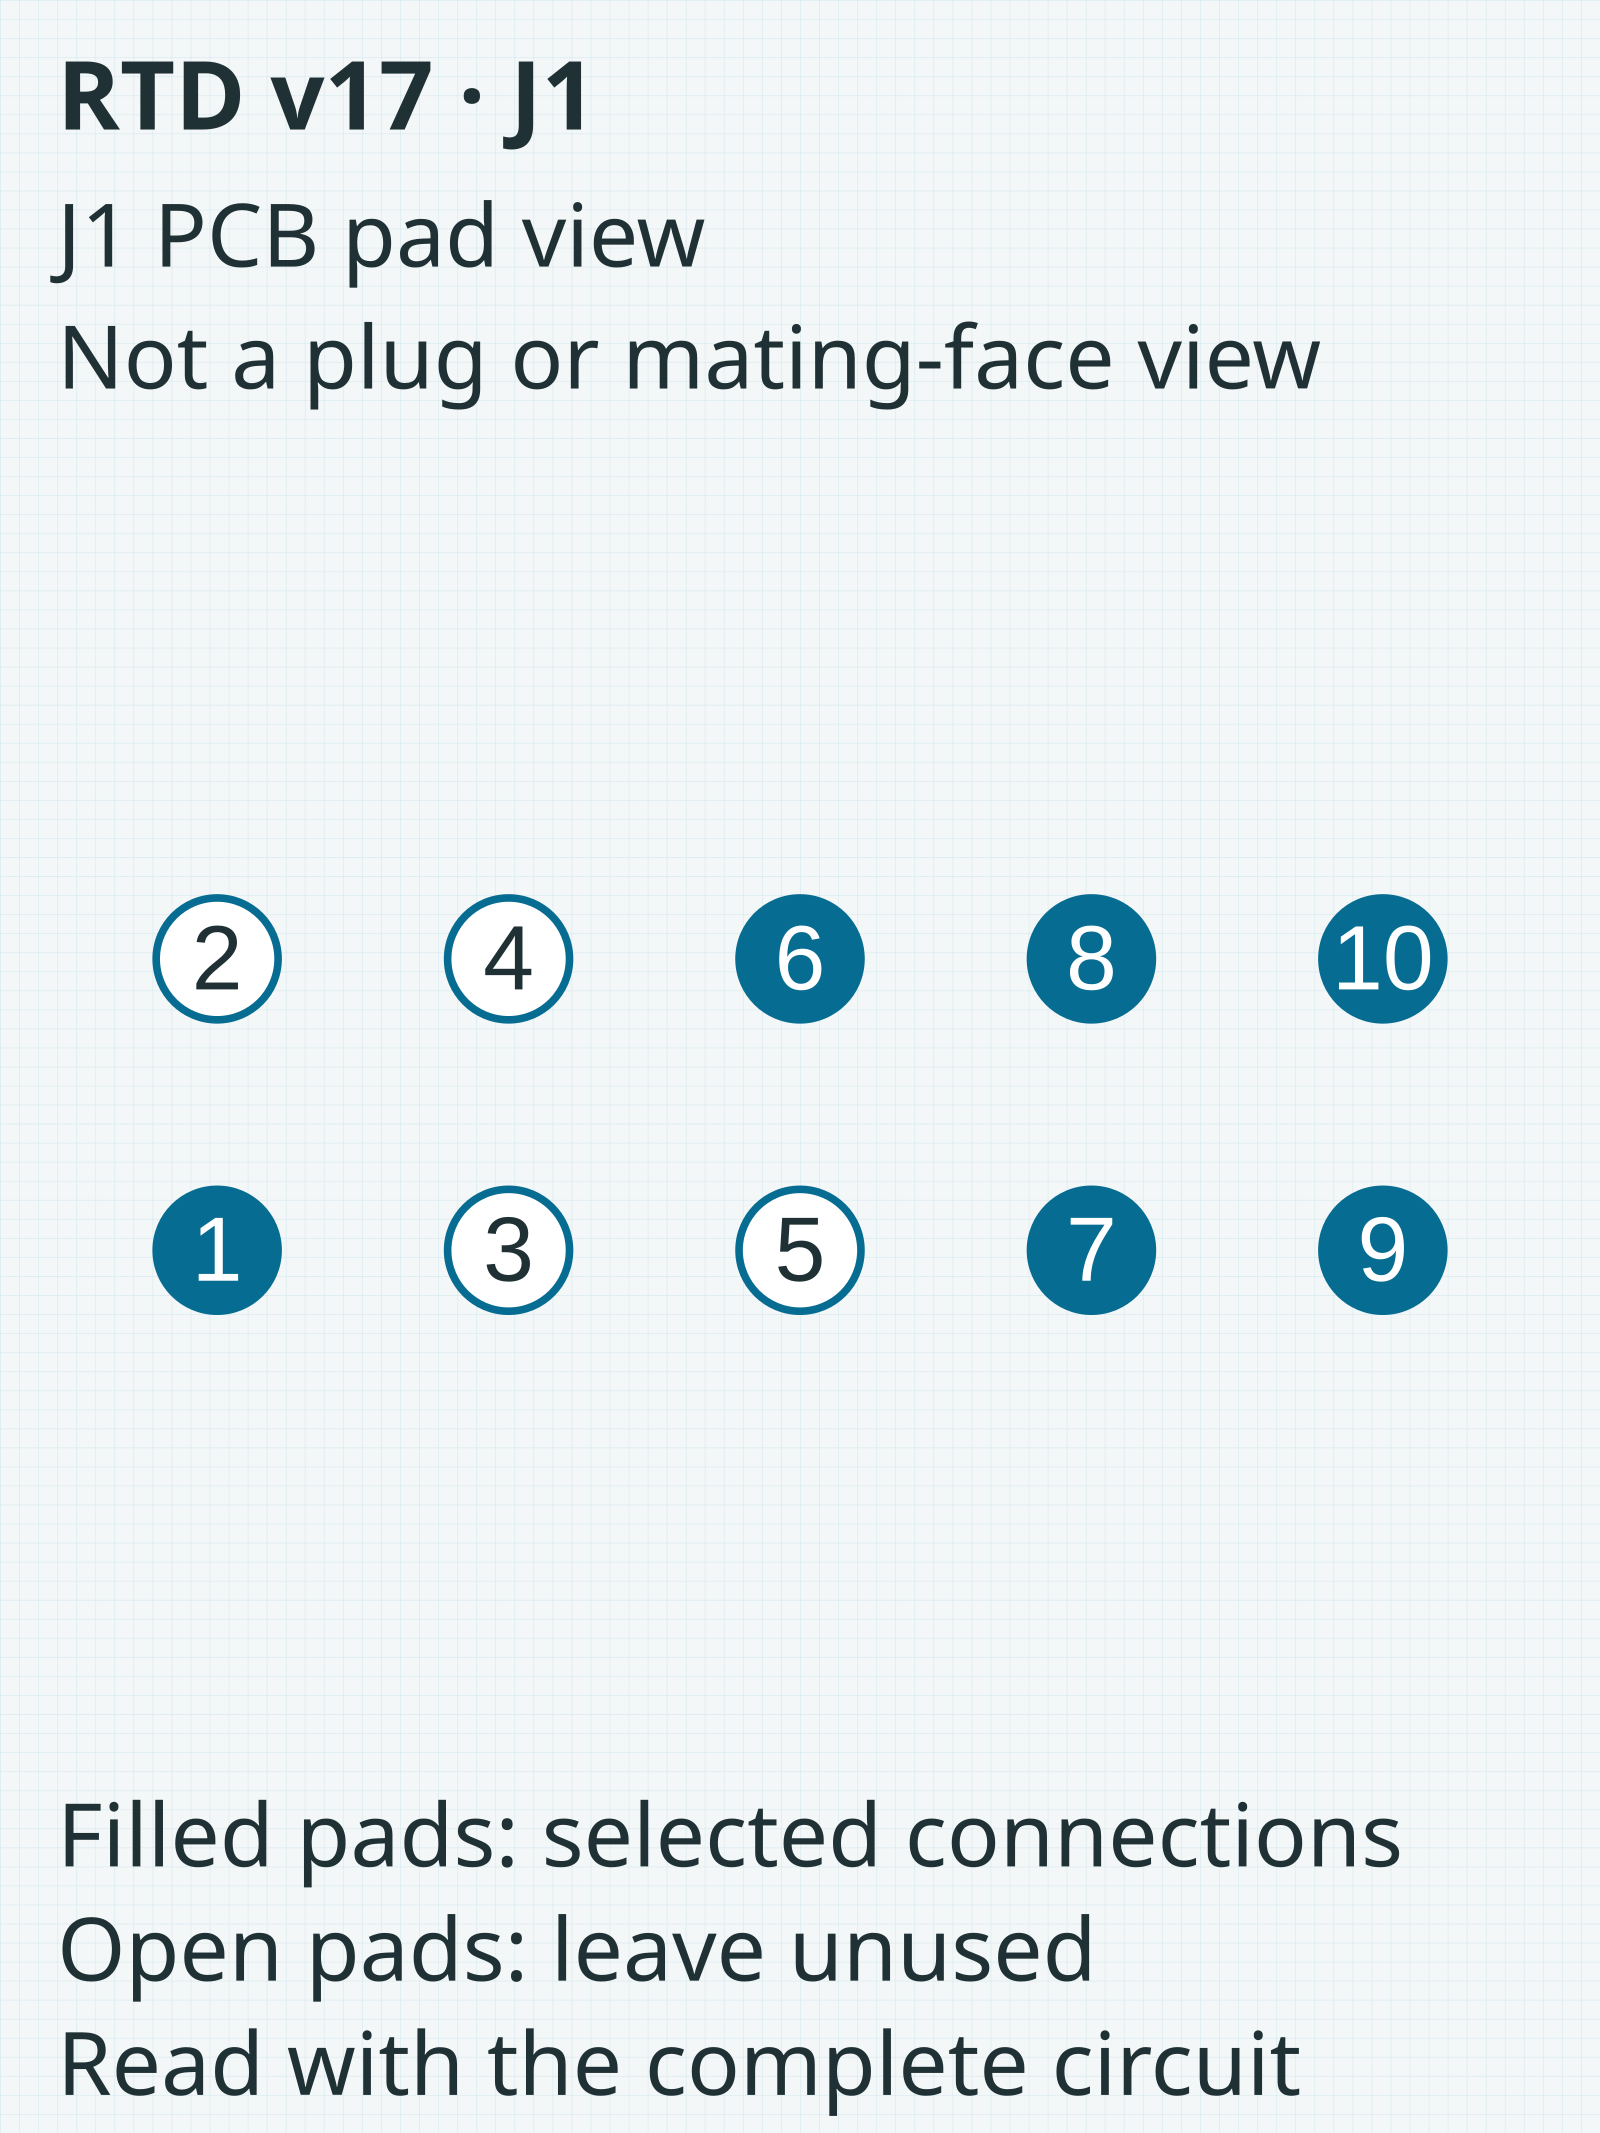 RTD v17 · J1
J1 PCB pad view
Not a plug or mating-face view
2 4 6 8 10
1 3 5 7 9
Filled pads: selected connections
Open pads: leave unused
Read with the complete circuit